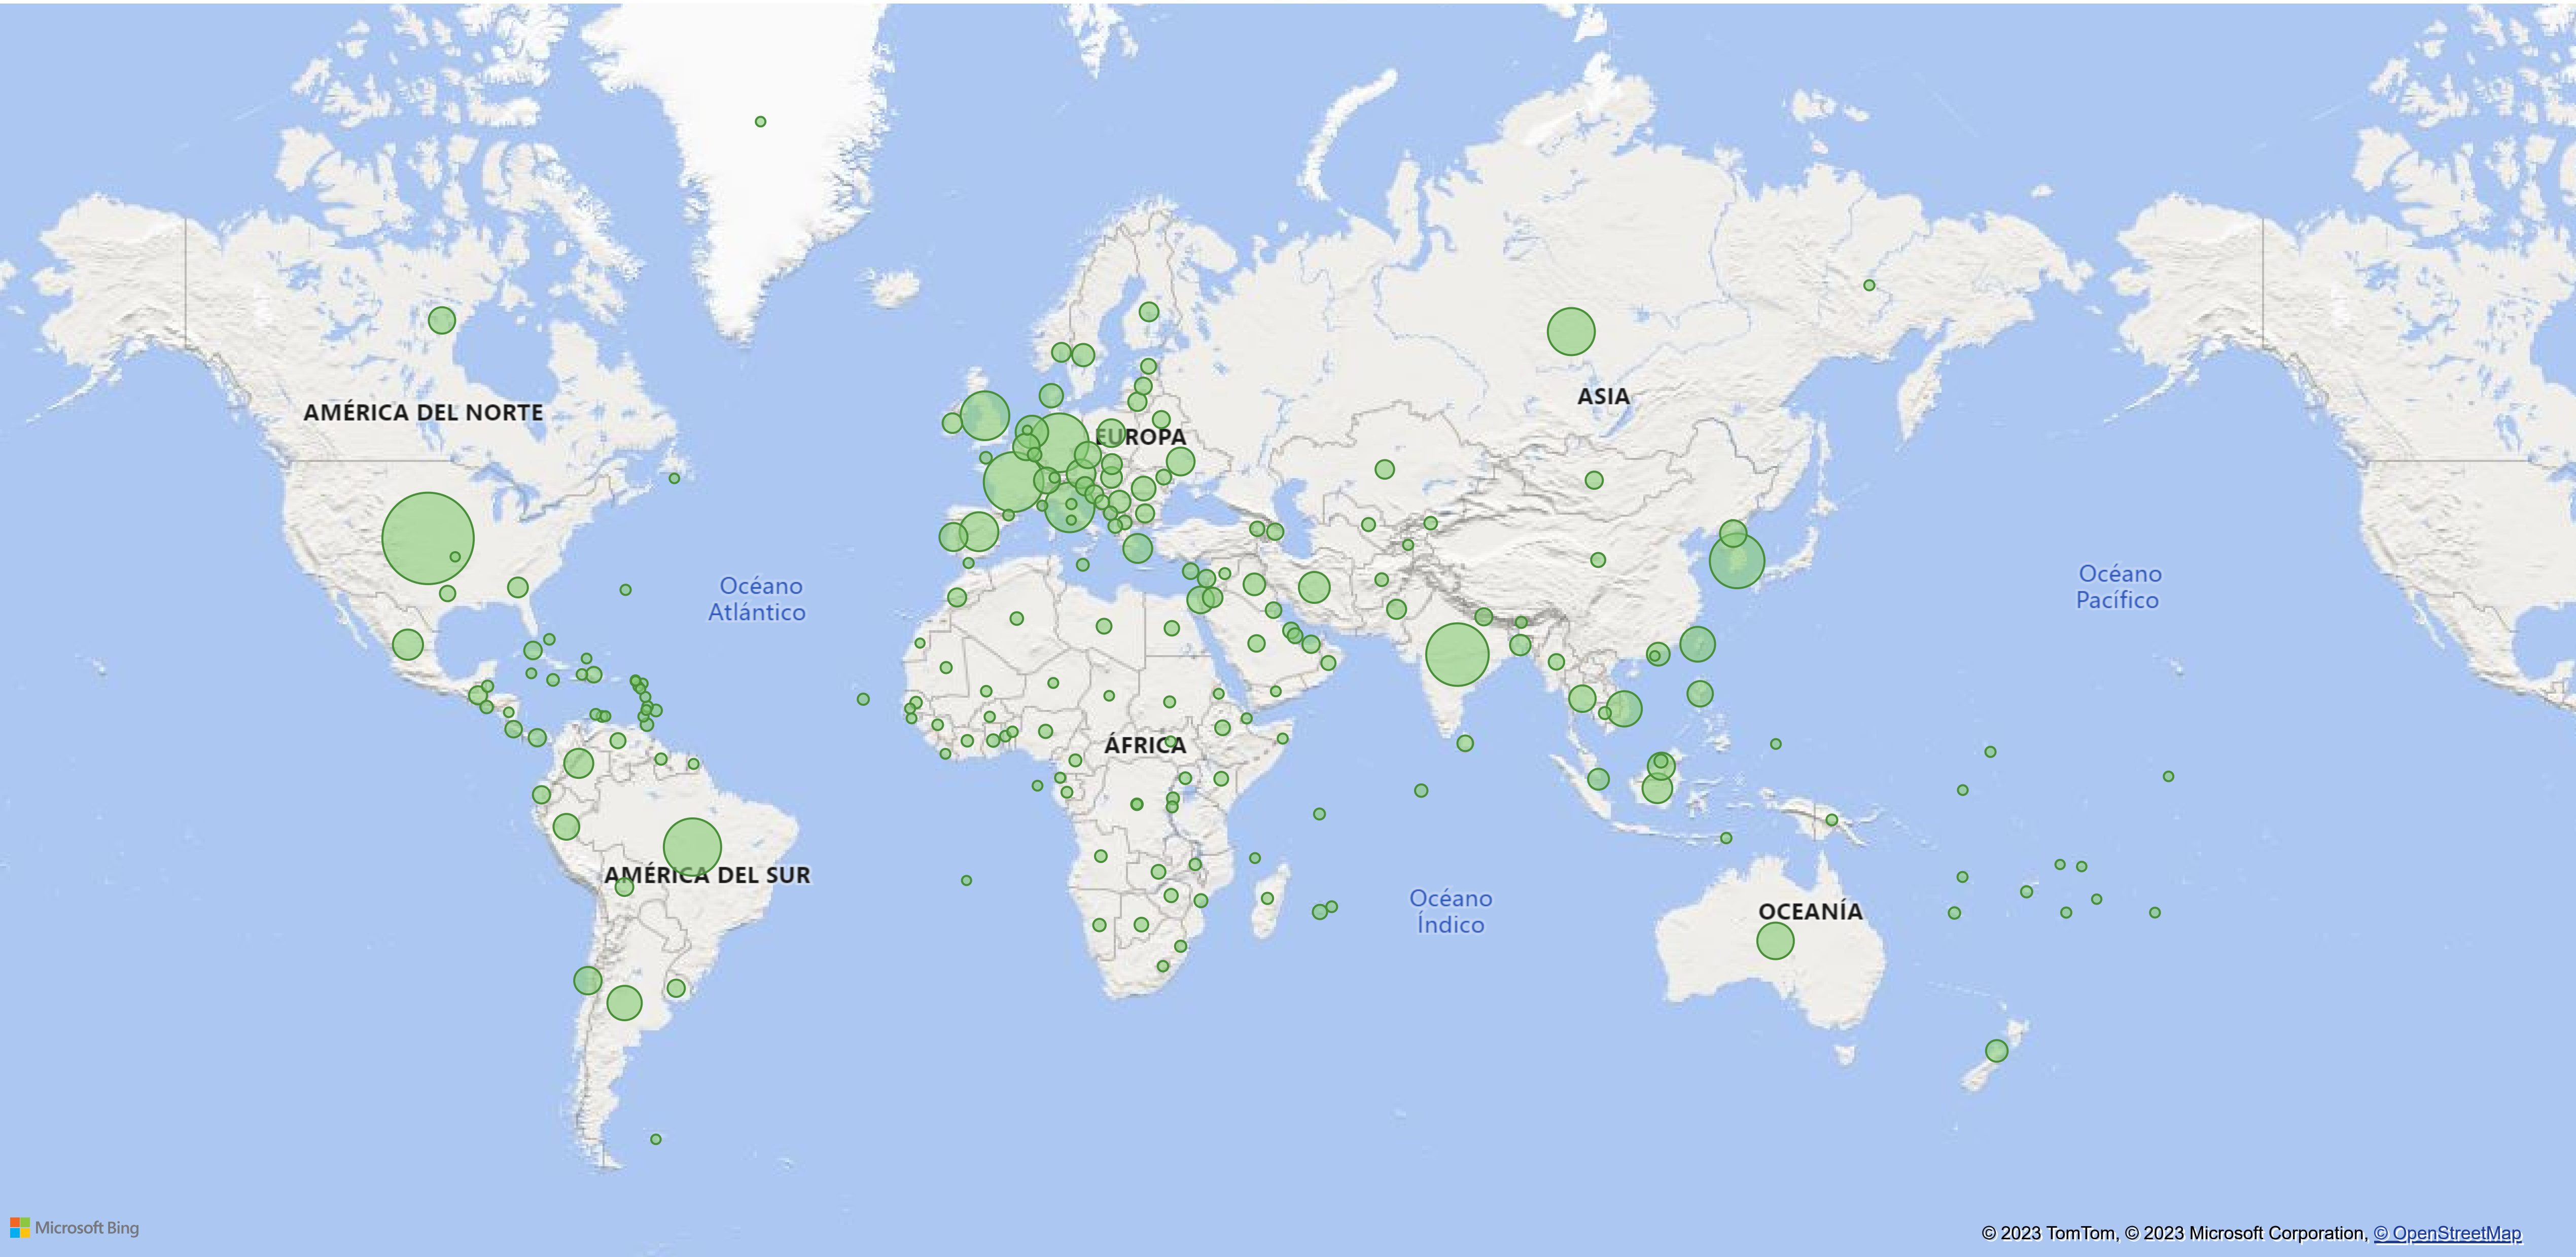 AMÉRICA DEL NORTE
ASIA
EUROPA
Océano
Atlántico
Océano
Pacífico
ÁFRICA
AMÉRICA DEL SUR
Océano
Índico
OCEANÍA
Microsoft Bing
© 2023 TomTom, © 2023 Microsoft Corporation, © OpenStreetMap